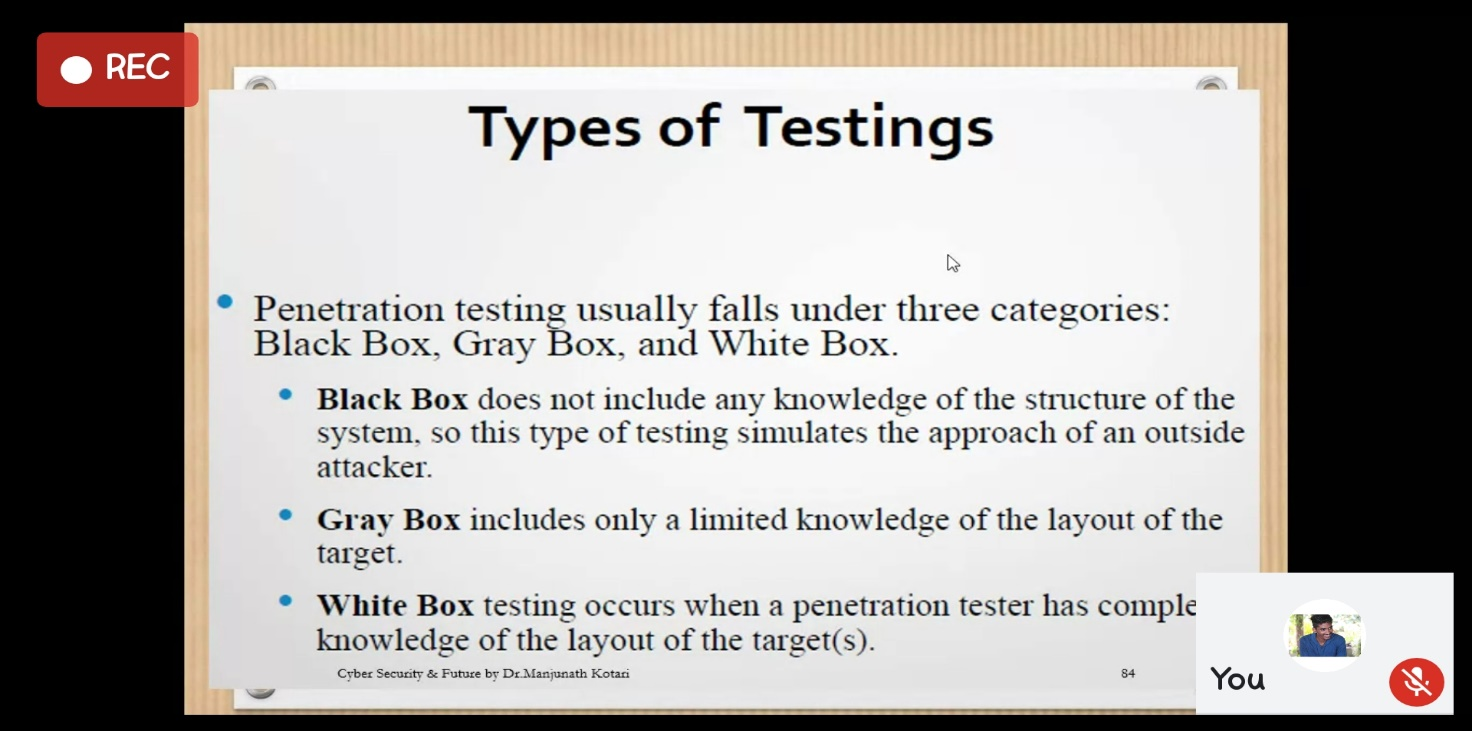 REC
Types of Testings
Penetration testing usually falls under three categories:
Black Box, Gray Box, and White Box.
Black Box does not include any knowledge of the structure of the
system, so this type of testing simulates the approach of an outside
attacker.
Gray Box includes only a limited knowledge of the layout of the
target.
White Box testing occurs when a penetration tester has comple
knowledge of the layout of the target(s).
Cyber Security & Future by Dr.Manjunath Kotari
84
You